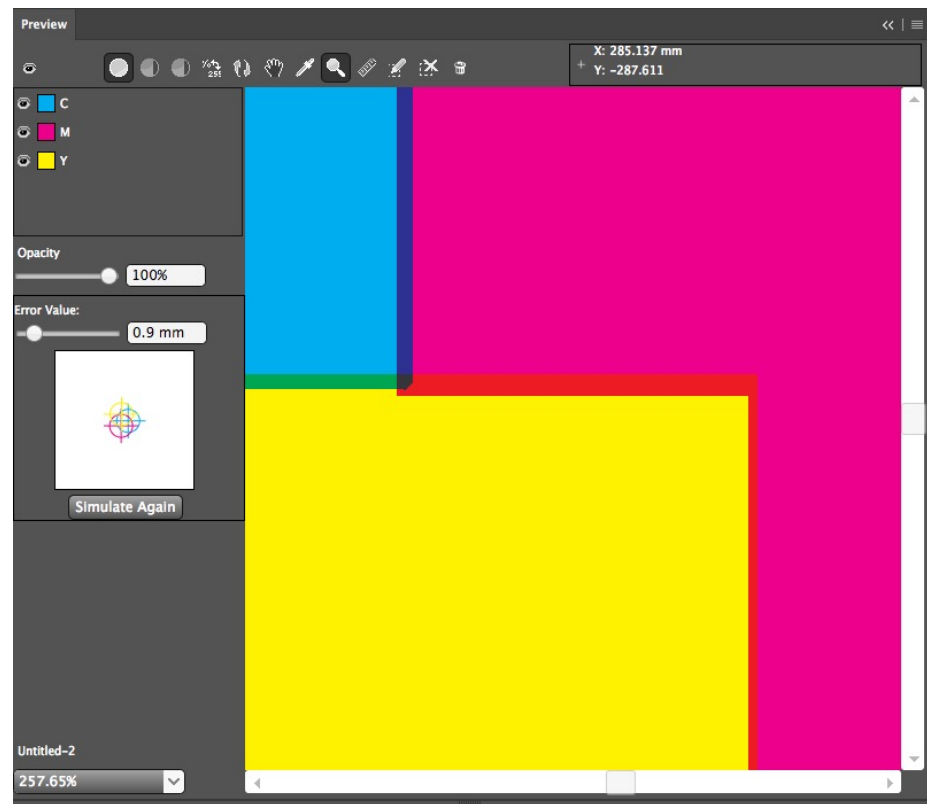 Preview
X: 285.137 mm
Y: -287.611
C
M
Y
Opacity
100%
Error Value:
0.9 mm
Simulate Again
Untitled-2
257.65%